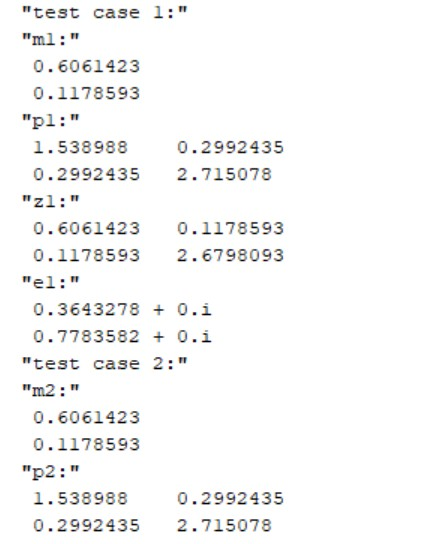 "test case 1:"
"m1:"
0.6061423
0.1178593
"p1:"
1.538988 0.2992435
0.2992435 2.715078
"z1:"
0.6061423 0.1178593
0.1178593 2.6798093
"e1:"
0.3643278 + 0.i
0.7783582 + 0.i
"test case 2:"
"m2:"
0.6061423
0.1178593
"p2:"
1.538988 0.2992435
0.2992435 2.715078